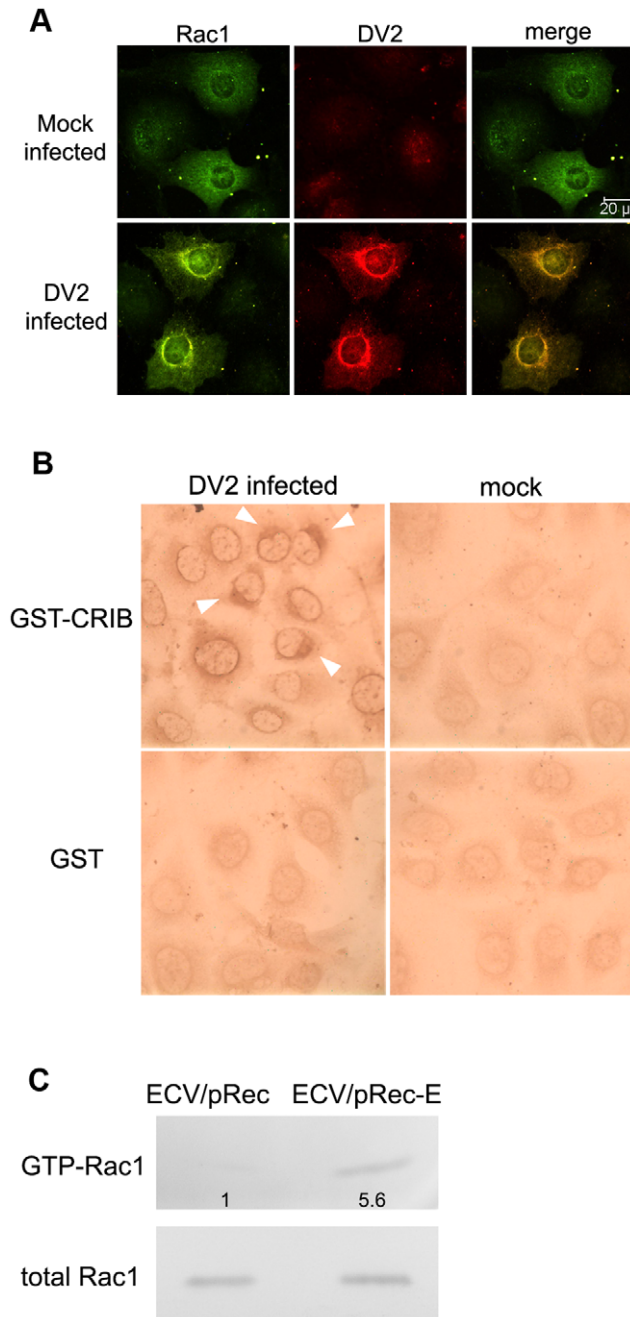 A
Rac1 DV2 merge
Mock
infected
20 µ
DV2
infected
B
DV2 infected mock
GST-CRIB
GST
C
ECV/pRec ECV/pRec-E
GTP-Rac1
1 5.6
total Rac1